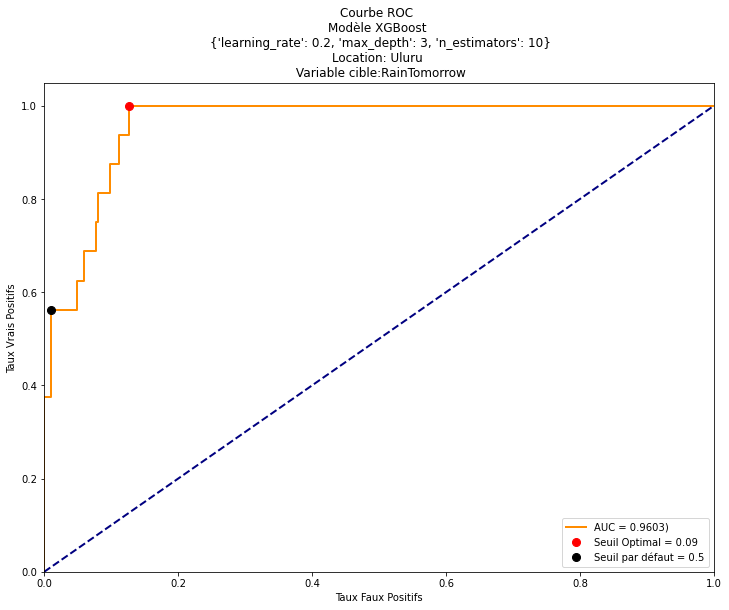 Courbe ROC
Modèle XGBoost
{'learning_rate': 0.2, 'max_depth': 3, 'n_estimators': 10}
Location: Uluru
Variable cible:RainTomorrow
Taux Vrais Positifs
1.0
0.8
0.6
0.4
0.2
0.0
0.0 0.2 0.4 0.6 0.8 1.0
Taux Faux Positifs
AUC = 0.9603)
Seuil Optimal = 0.09
Seuil par défaut = 0.5